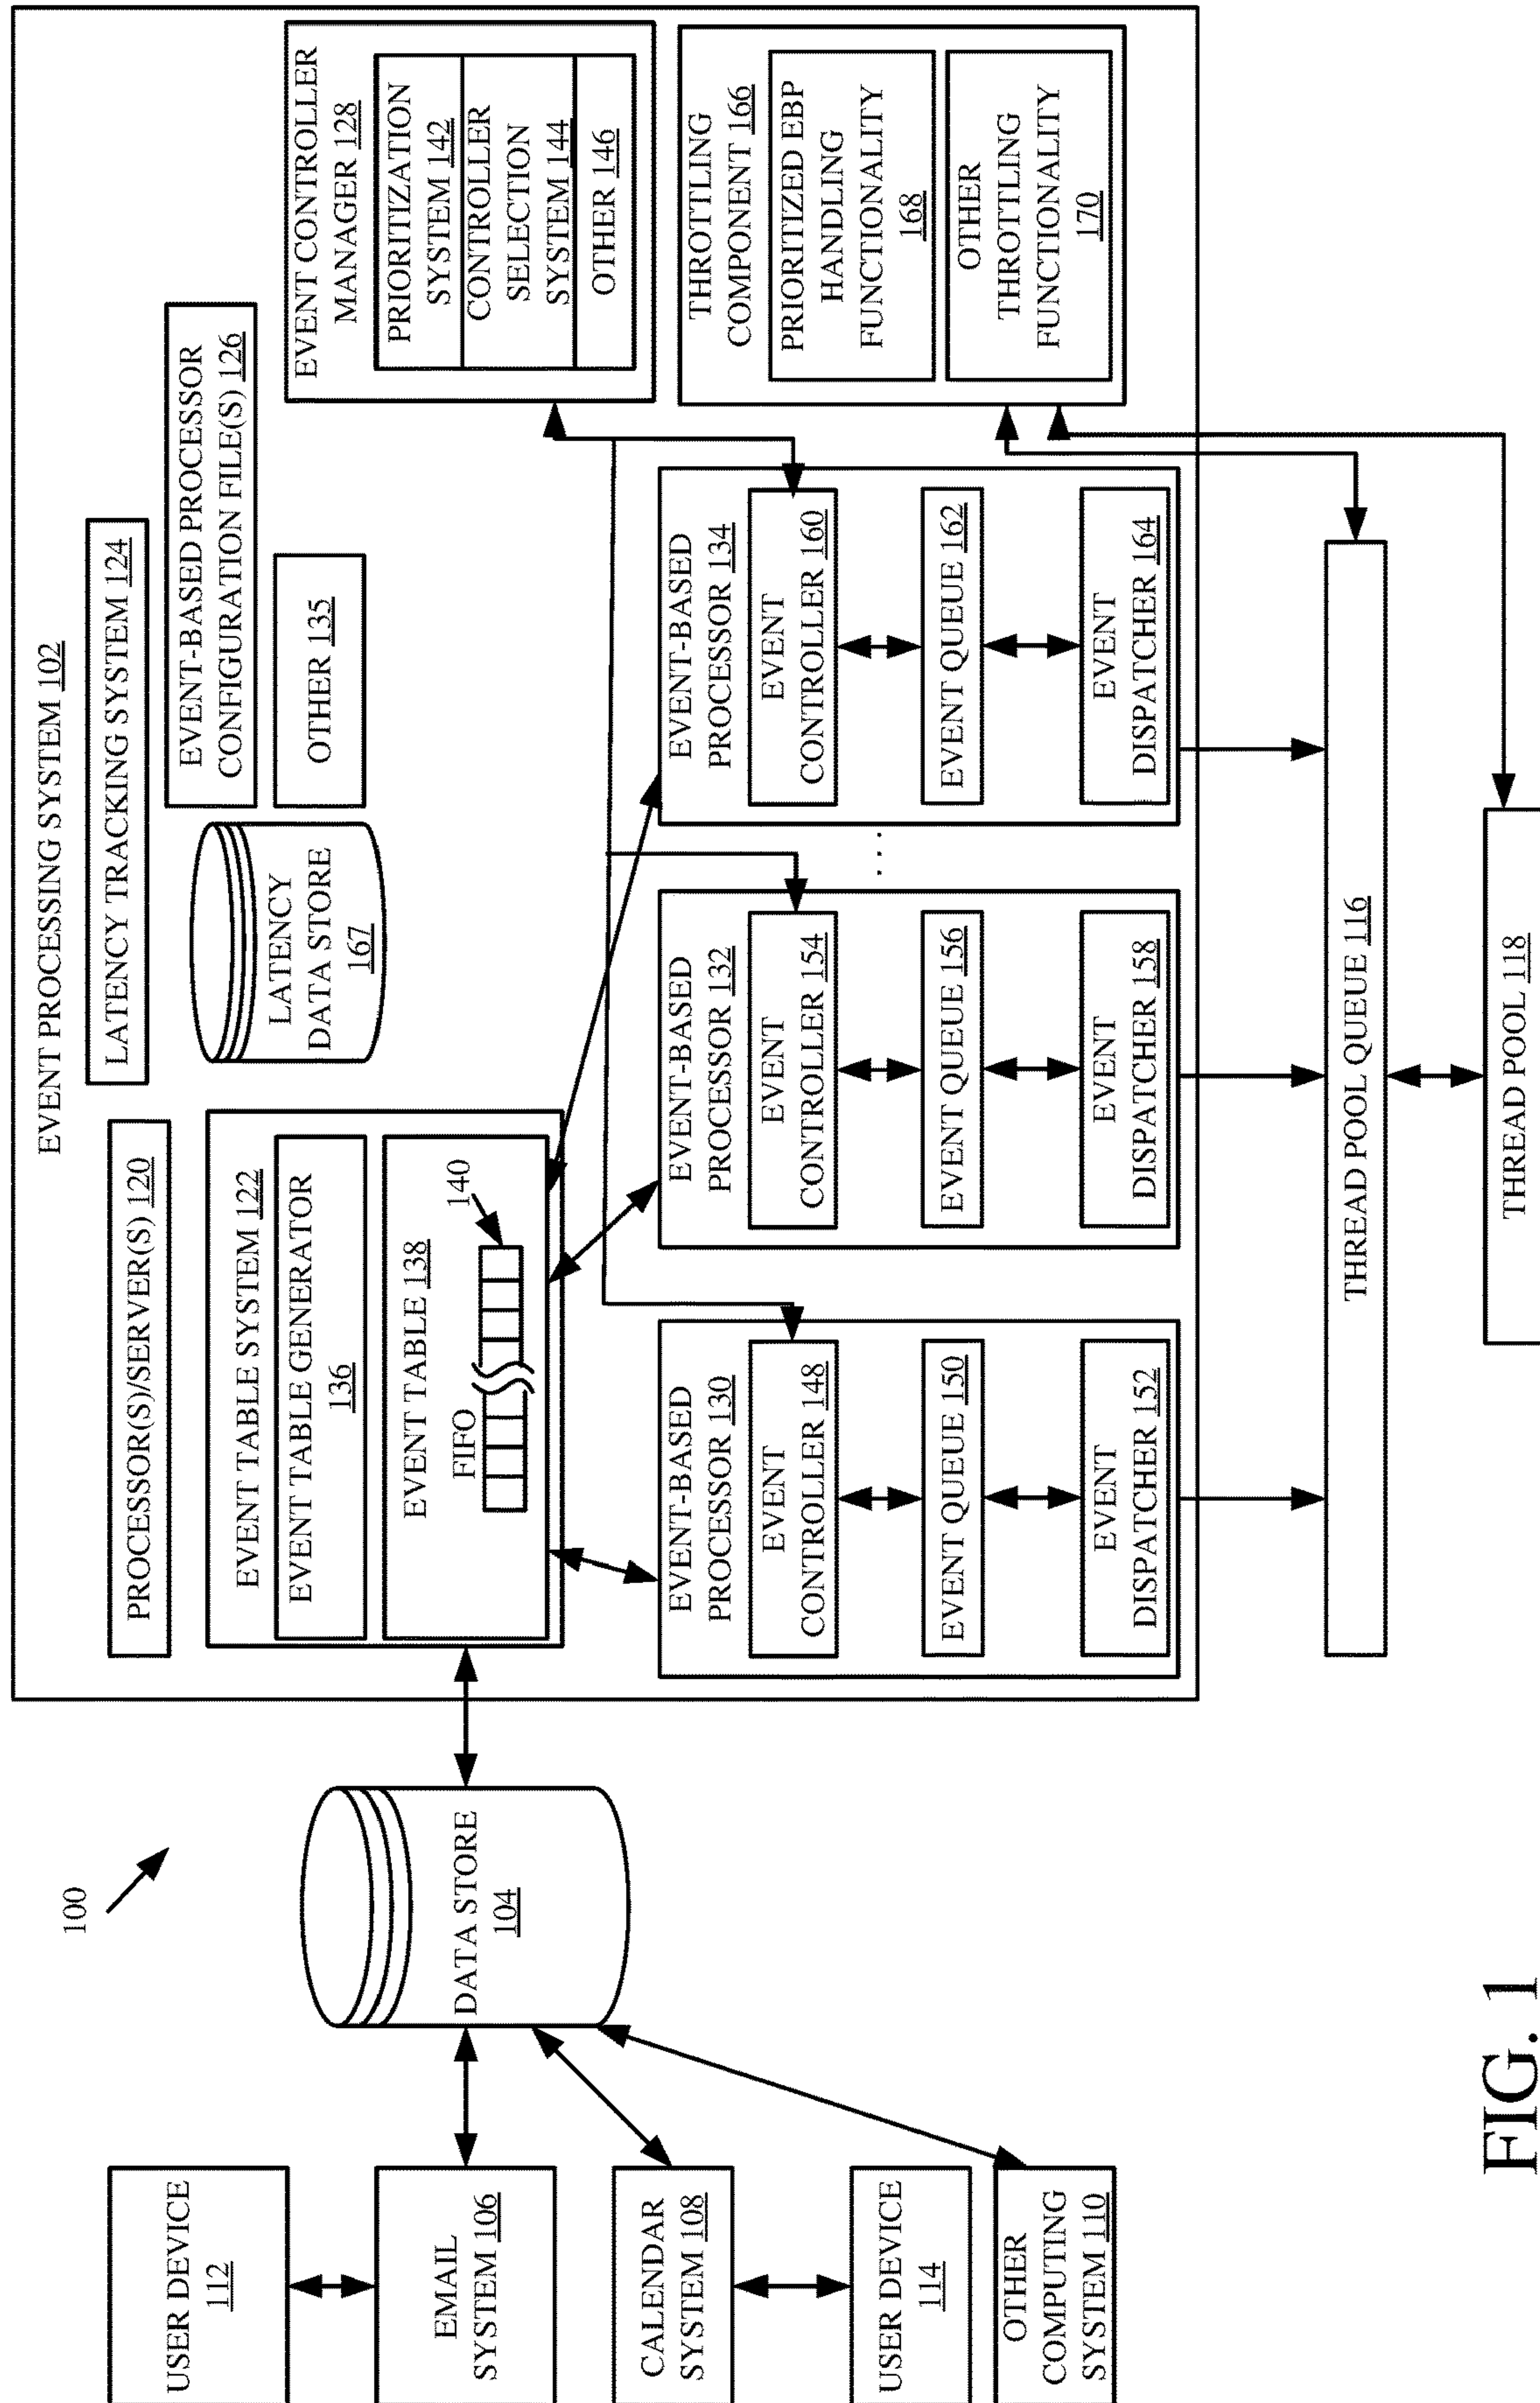 100
USER DEVICE
112
EMAIL
SYSTEM 106
CALENDAR
SYSTEM 108
USER DEVICE
114
OTHER
COMPUTING
SYSTEM 110
DATA STORE
104
EVENT PROCESSING SYSTEM 102
PROCESSOR(S)/SERVER(S) 120
LATENCY TRACKING SYSTEM 124
EVENT TABLE SYSTEM 122
EVENT TABLE GENERATOR
136
EVENT TABLE 138
FIFO
140
LATENCY
DATA STORE
167
EVENT-BASED PROCESSOR
CONFIGURATION FILE(S) 126
OTHER 135
EVENT CONTROLLER
MANAGER 128
PRIORITIZATION
SYSTEM 142
CONTROLLER
SELECTION
SYSTEM 144
OTHER 146
EVENT-BASED
PROCESSOR 130
EVENT
CONTROLLER 148
EVENT QUEUE 150
EVENT
DISPATCHER 152
EVENT-BASED
PROCESSOR 132
EVENT
CONTROLLER 154
EVENT QUEUE 156
EVENT
DISPATCHER 158
. . .
EVENT-BASED
PROCESSOR 134
EVENT
CONTROLLER 160
EVENT QUEUE 162
EVENT
DISPATCHER 164
THROTTLING
COMPONENT 166
PRIORITIZED EBP
HANDLING
FUNCTIONALITY
168
OTHER
THROTTLING
FUNCTIONALITY
170
THREAD POOL QUEUE 116
THREAD POOL 118
FIG. 1